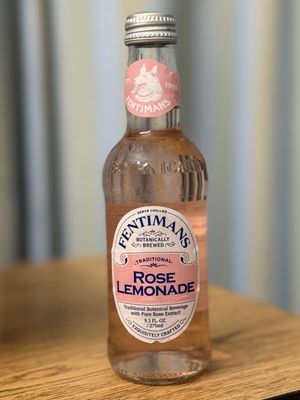 1905
FENTIMANS
BOTANICALLY
SERVE CHILLED
FENTIMANS
BOTANICALLY
BREWED
TRADITIONAL
ROSE
LEMONADE
Traditional Botanical Beverage
with Pure Rose Extract
9.3 FL. OZ
/275ml
EXQUISITELY CRAFTED